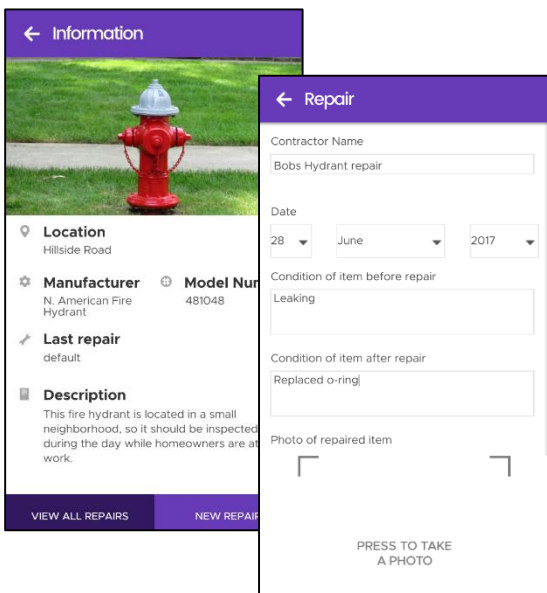 Information
Location
Hillside Road
Manufacturer
N. American Fire
Hydrant
Model Nur
481048
Last repair
default
Description
This fire hydrant is located in a small
neighborhood, so it should be inspected
during the day while homeowners are at
work.
VIEW ALL REPAIRS
NEW REPAIR
Repair
Contractor Name
Bobs Hydrant repair
Date
28 June 2017
Condition of item before repair
Leaking
Condition of item after repair
Replaced o-ring
Photo of repaired item
PRESS TO TAKE
A PHOTO